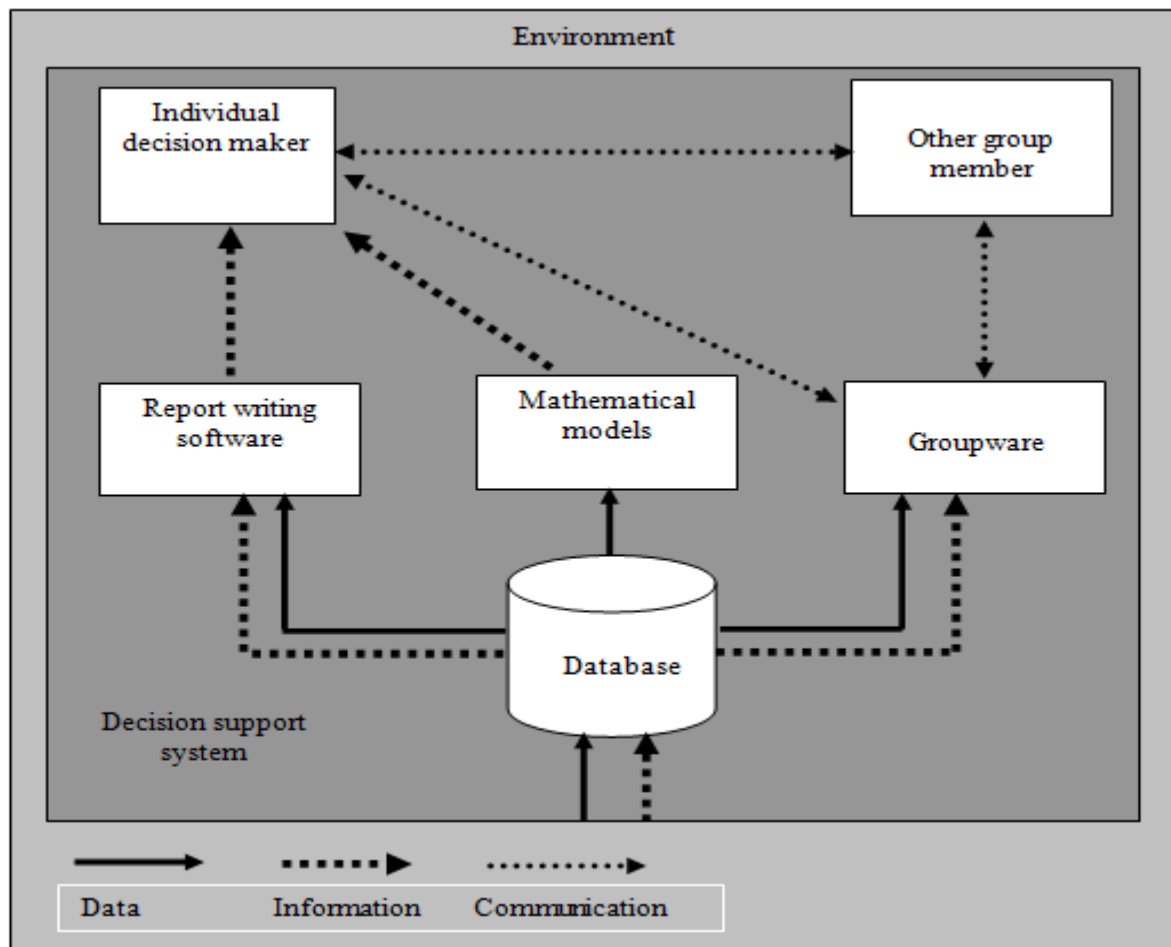 Environment
Individual
decision maker
Other group
member
Report writing
software
Mathematical
models
Groupware
Database
Decision support
system
Data Information Communication